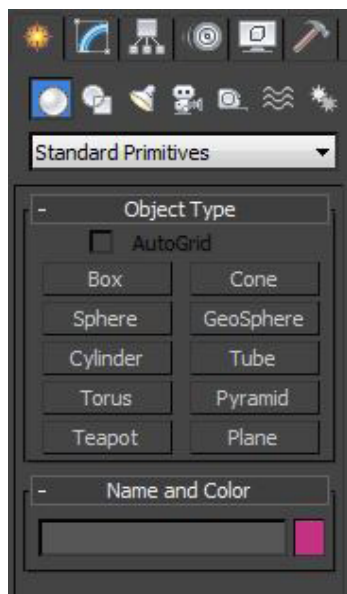 Standard Primitives
- Object Type
AutoGrid
Box Cone
Sphere GeoSphere
Cylinder Tube
Torus Pyramid
Teapot Plane
- Name and Color